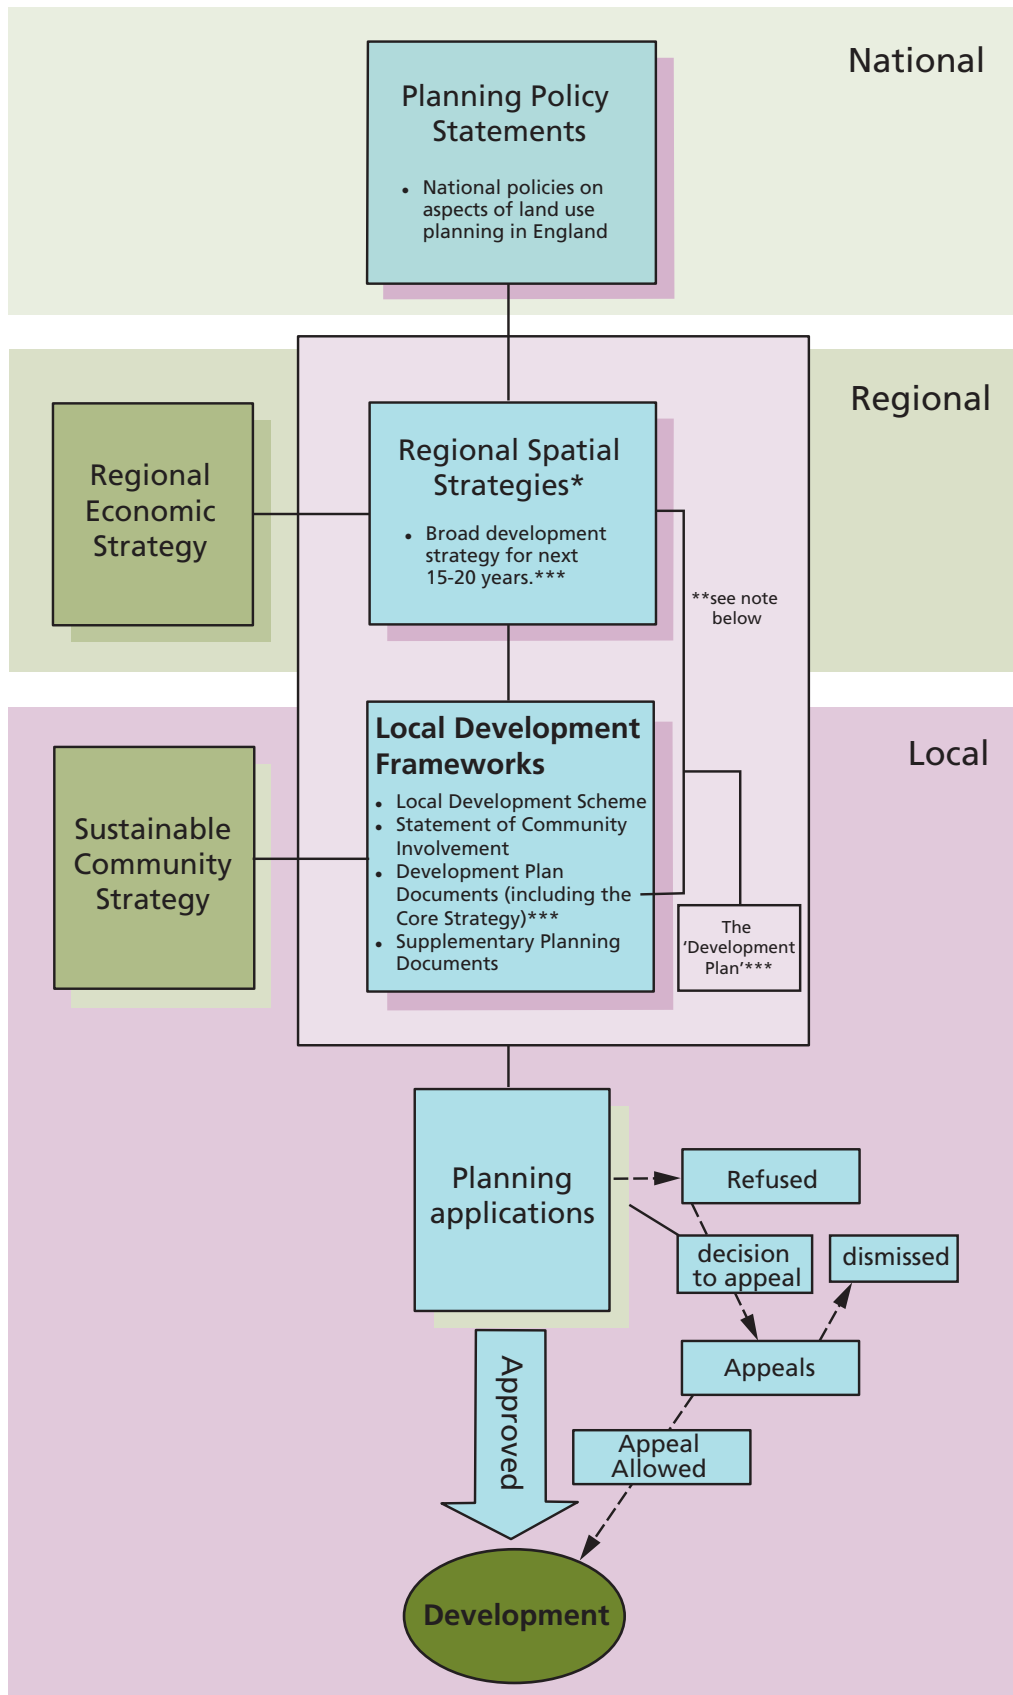 National
Planning Policy
Statements
• National policies on
aspects of land use
planning in England
Regional
Regional
Economic
Strategy
Regional Spatial
Strategies*
• Broad development
strategy for next
15-20 years.***
**see note
below
Local
Sustainable
Community
Strategy
Local Development
Frameworks
• Local Development Scheme
• Statement of Community
Involvement
• Development Plan
Documents (including the
Core Strategy)***
• Supplementary Planning
Documents
The
‘Development
Plan’***
Planning
applications
Refused
decision
to appeal
dismissed
Appeals
Approved
Appeal
Allowed
Development